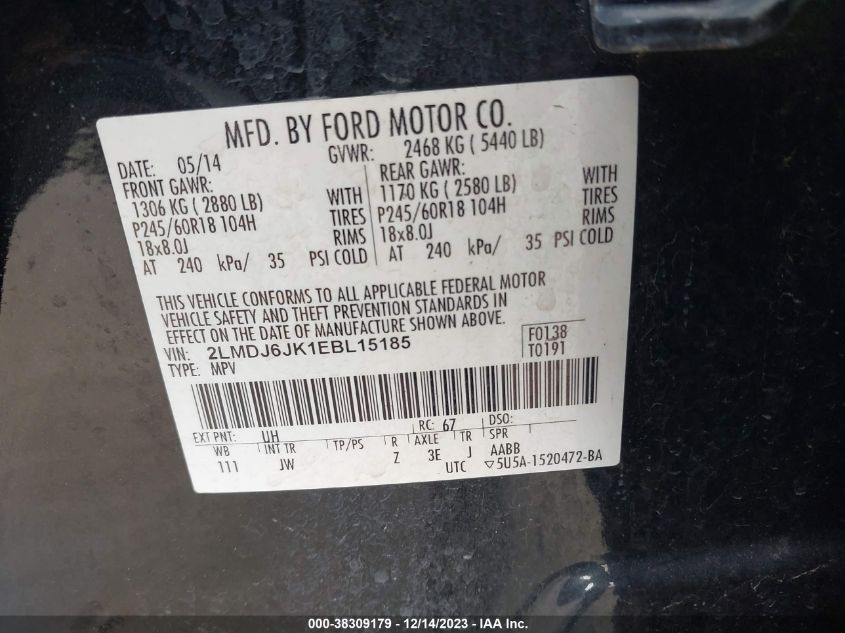 MFD. BY FORD MOTOR CO.
DATE: 05/14 GVWR: 2468 KG ( 5440 LB)
FRONT GAWR: REAR GAWR:
1306 KG ( 2880 LB) WITH 1170 KG ( 2580 LB) WITH
P245/60R18 104H TIRES P245/60R18 104H TIRES
18x8.0J RIMS 18x8.0J RIMS
AT 240 kPa/ 35 PSI COLD AT 240 kPa/ 35 PSI COLD
THIS VEHICLE CONFORMS TO ALL APPLICABLE FEDERAL MOTOR
VEHICLE SAFETY AND THEFT PREVENTION STANDARDS IN
EFFECT ON THE DATE OF MANUFACTURE SHOWN ABOVE.
VIN: 2LMDJ6JK1EBL15185 F0138
TYPE: MPV T0191
EXT PNT: UH RC: 67 DSO:
WB INT TR TP/PS R AXLE TR SPR
111 JW Z 3E J AABB
UTC ▽5U5A-1520472-BA
000-38309179 - 12/14/2023 - IAA Inc.